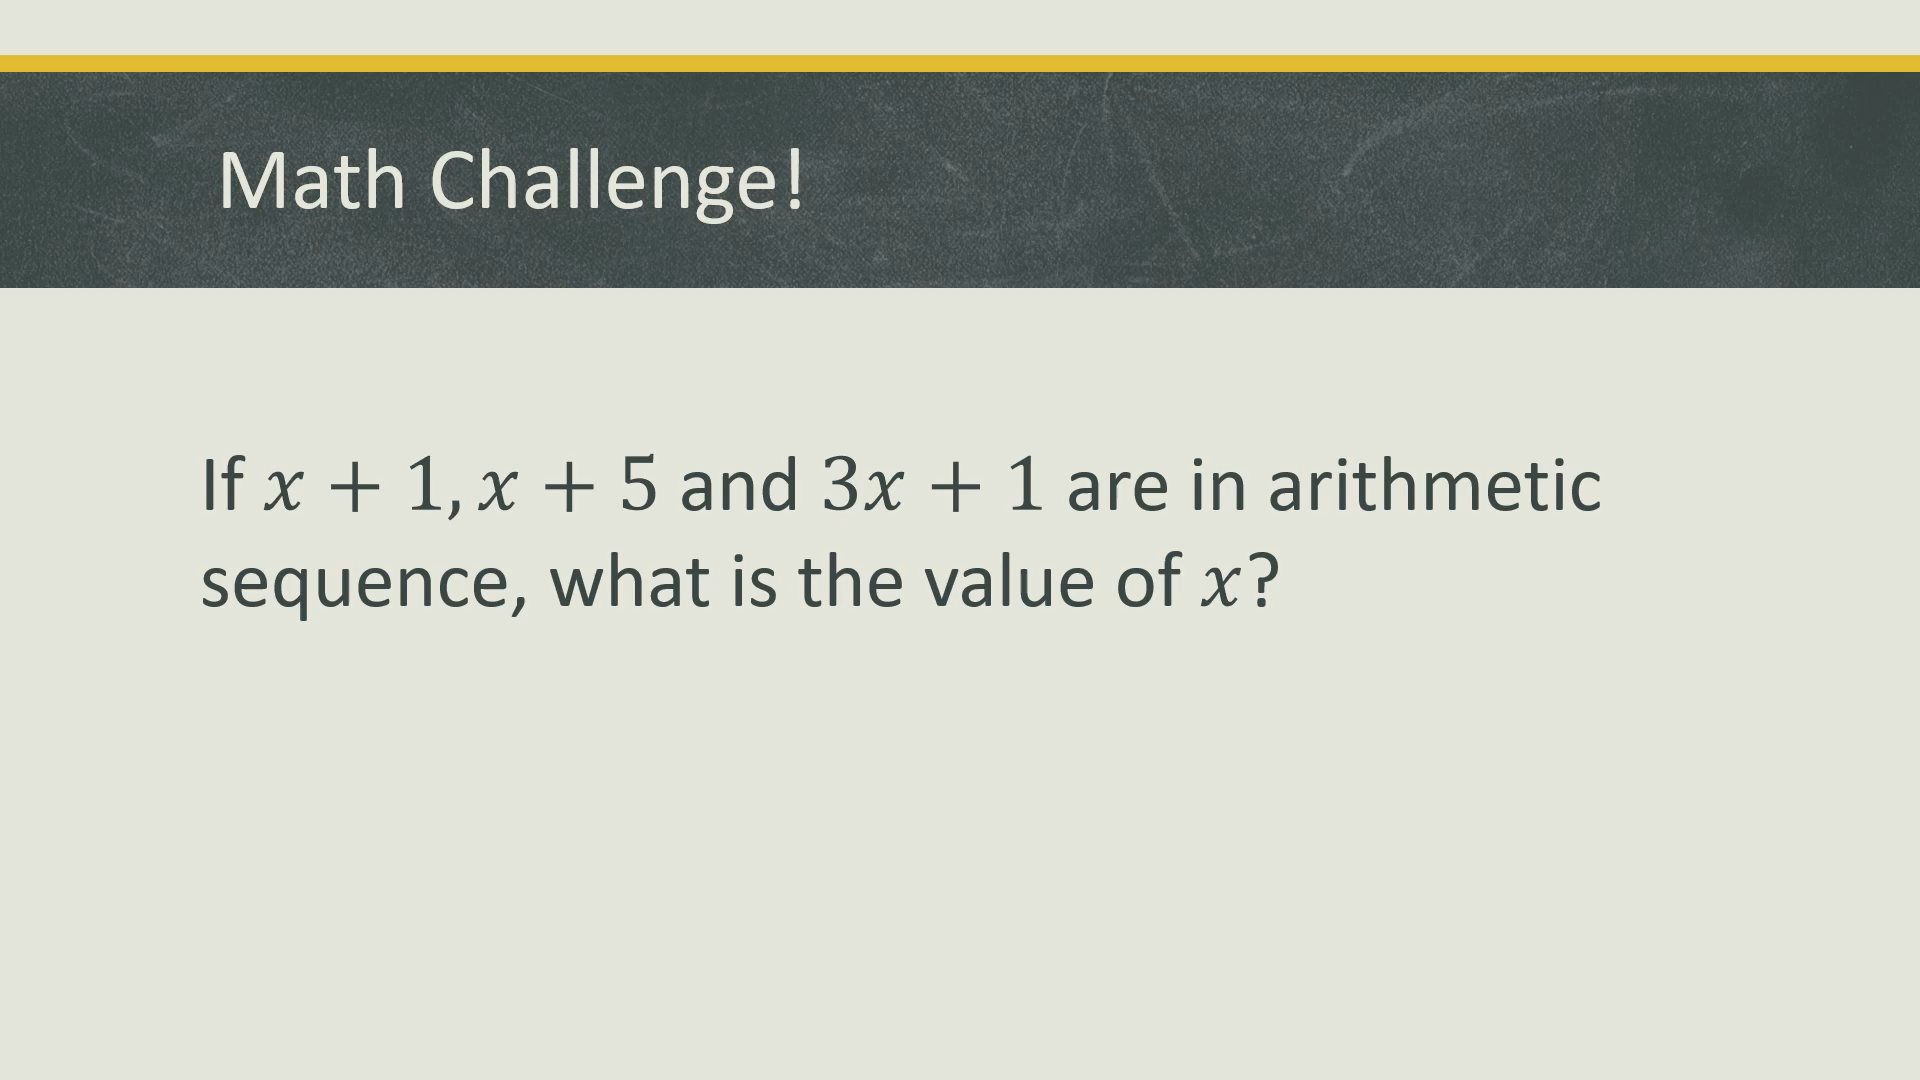 Math Challenge!
If x + 1, x + 5 and 3x + 1 are in arithmetic
sequence, what is the value of x?